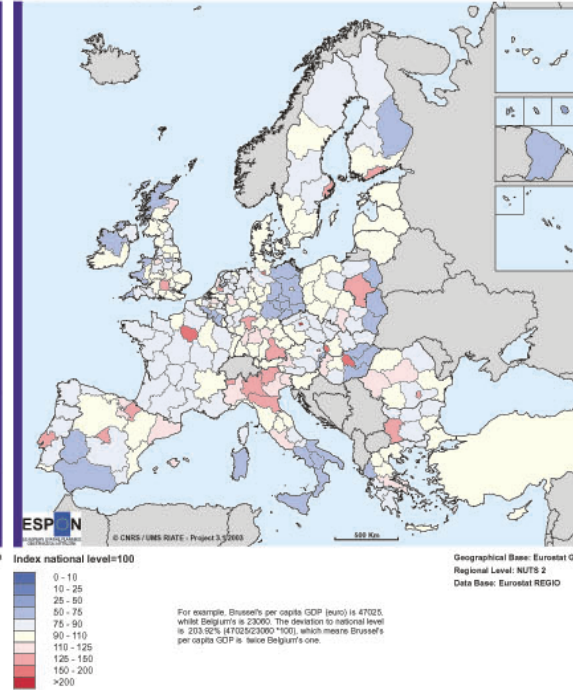 ESPON
© CNRS / UMS RIATE - Project 3.1/2003
500 Km
Index national level=100
Geographical Base: Eurostat G
Regional Level: NUTS 2
Data Base: Eurostat REGIO
0 - 10
10 - 25
25 - 50
50 - 75
75 - 90
90 - 110
110 - 125
125 - 150
150 - 200
>200
For example, Brussel's per capita GDP (euro) is 47025,
whilst Belgium's is 23060. The deviation to national level
is 203.92% (47025/23060 *100), which means Brussel's
per capita GDP is twice Belgium's one.